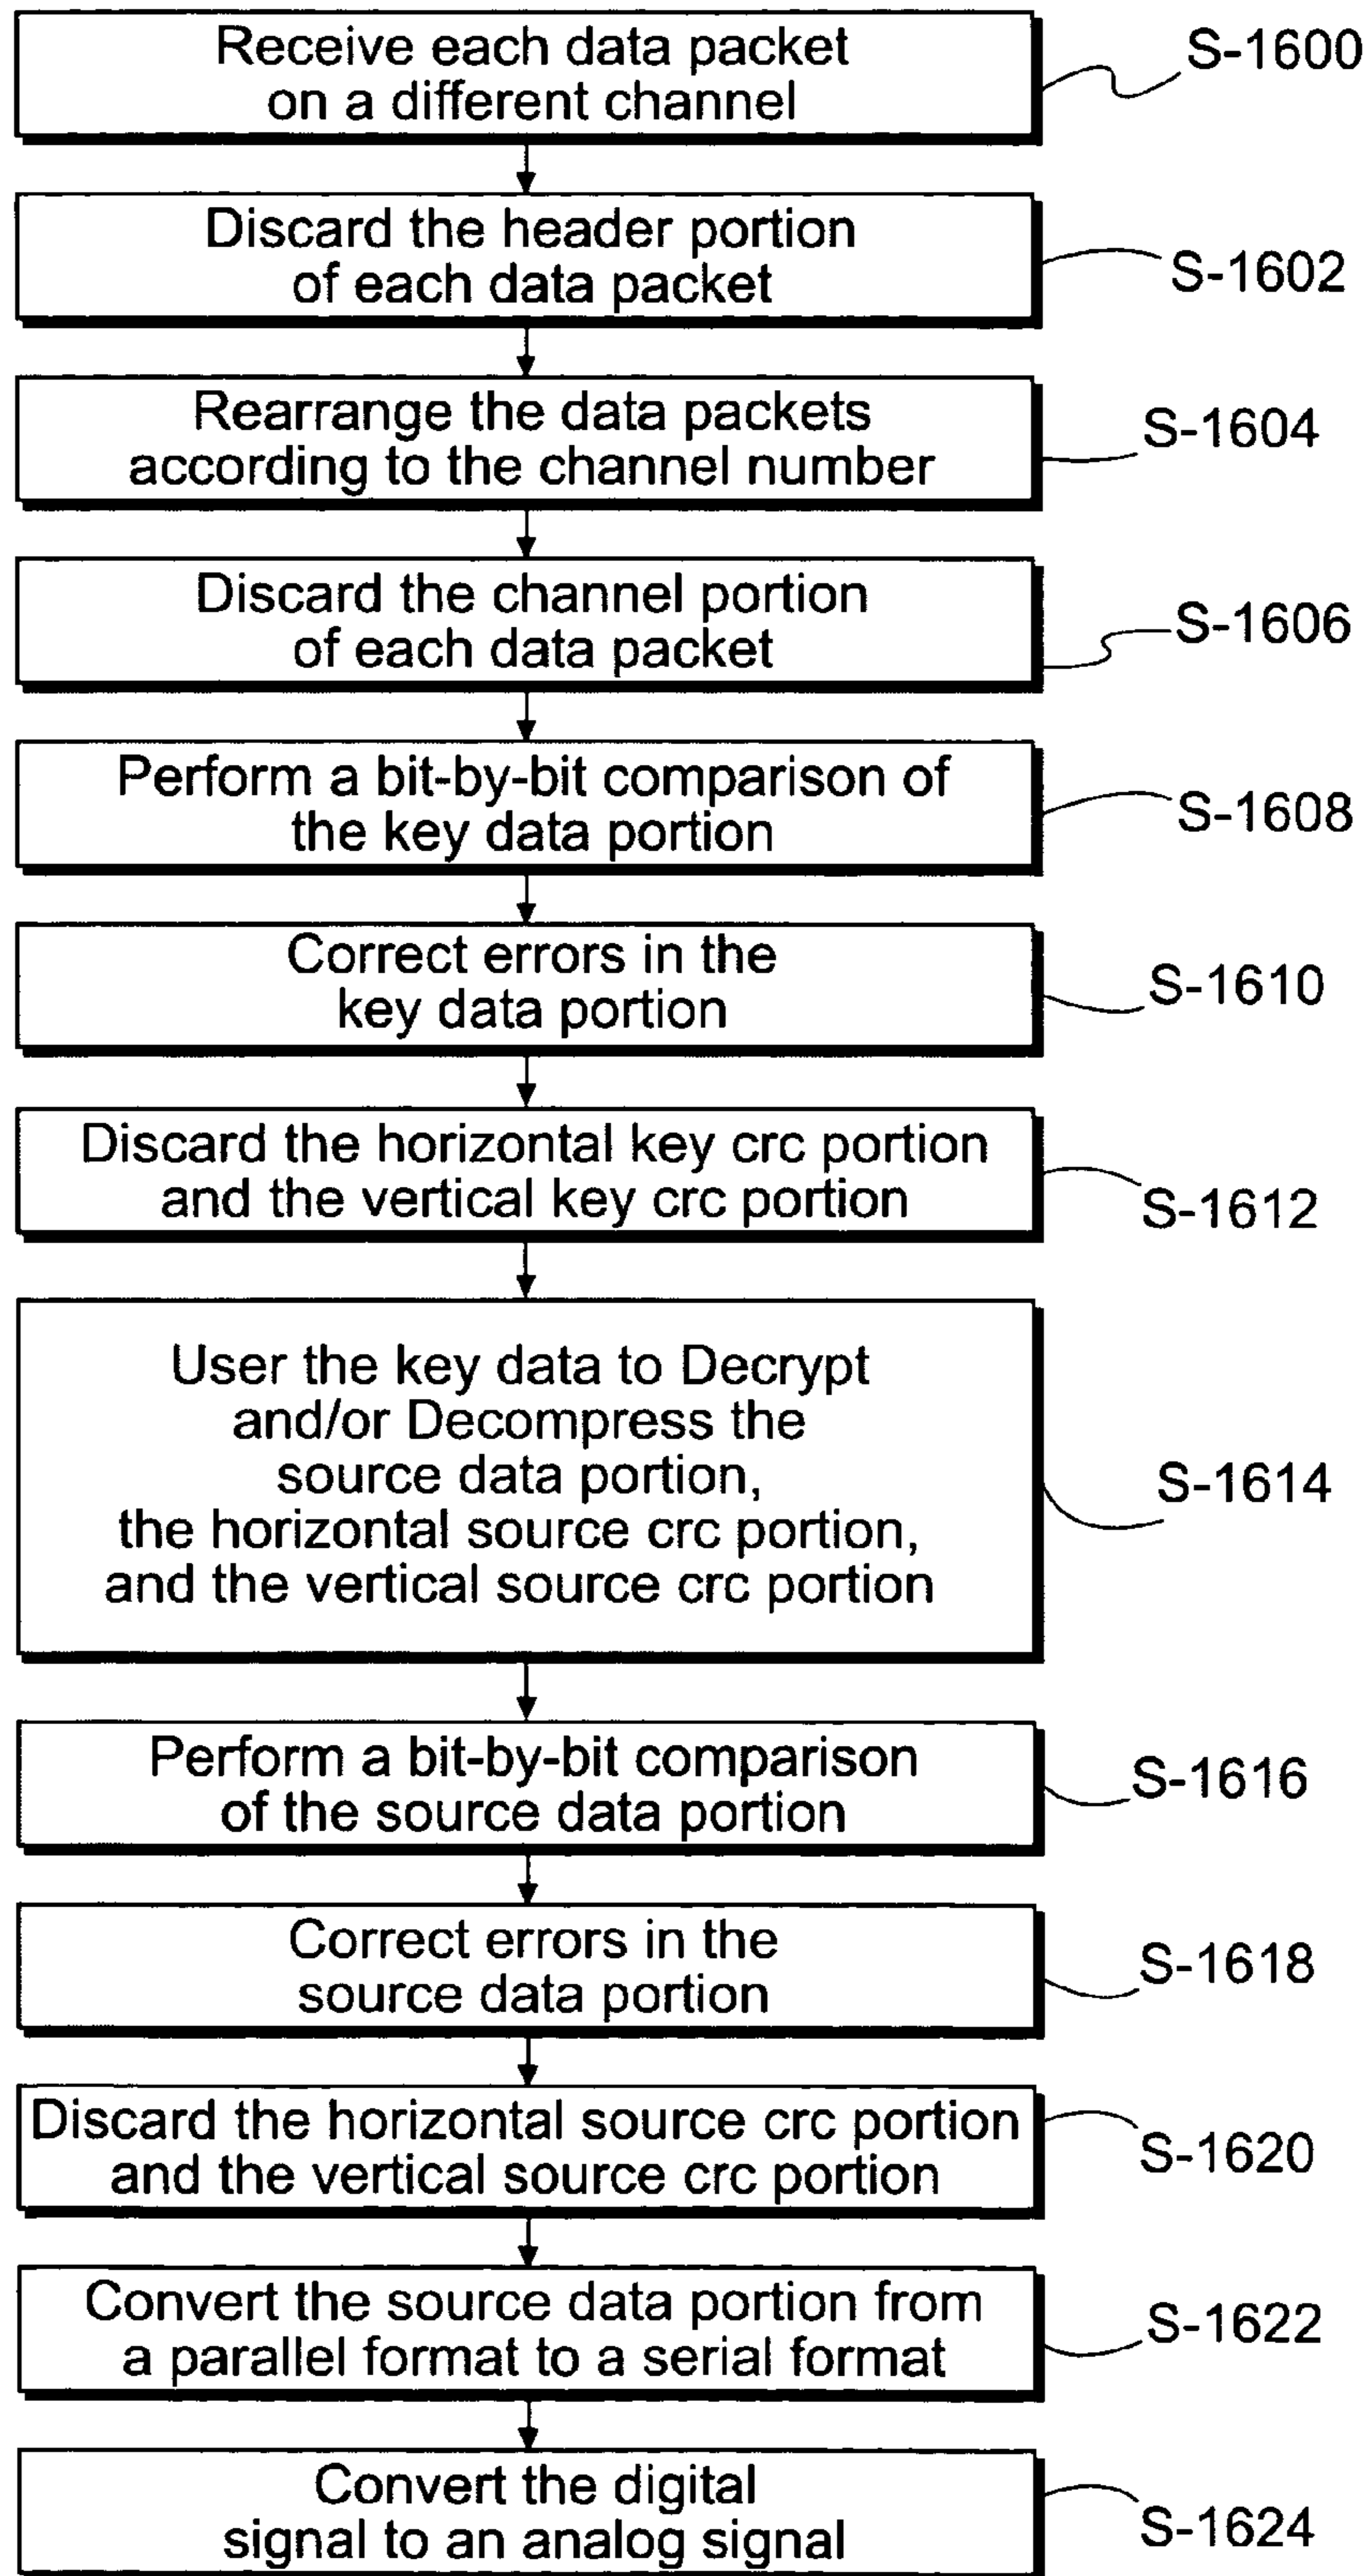 Receive each data packet
on a different channel
S-1600
Discard the header portion
of each data packet
S-1602
Rearrange the data packets
according to the channel number
S-1604
Discard the channel portion
of each data packet
S-1606
Perform a bit-by-bit comparison of
the key data portion
S-1608
Correct errors in the
key data portion
S-1610
Discard the horizontal key crc portion
and the vertical key crc portion
S-1612
User the key data to Decrypt
and/or Decompress the
source data portion,
the horizontal source crc portion,
and the vertical source crc portion
S-1614
Perform a bit-by-bit comparison
of the source data portion
S-1616
Correct errors in the
source data portion
S-1618
Discard the horizontal source crc portion
and the vertical source crc portion
S-1620
Convert the source data portion from
a parallel format to a serial format
S-1622
Convert the digital
signal to an analog signal
S-1624